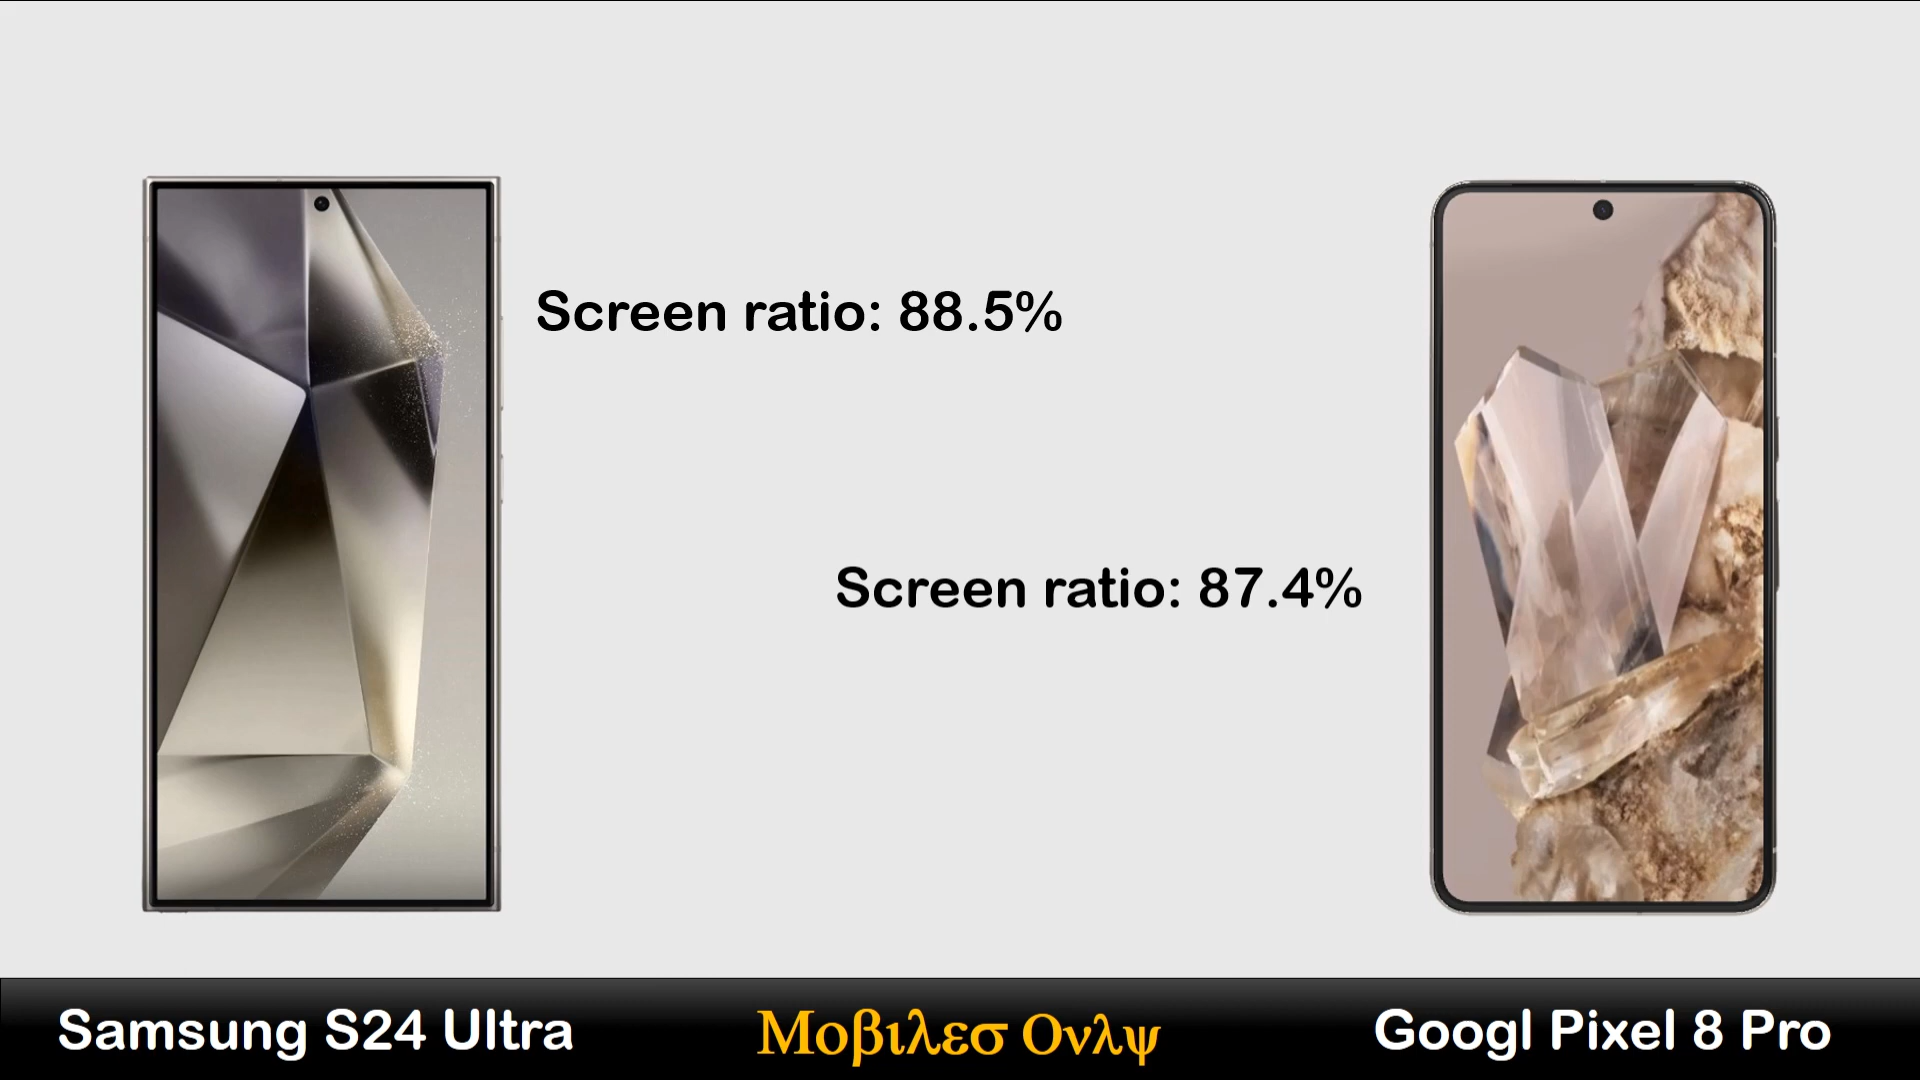 Screen ratio: 88.5%
Screen ratio: 87.4%
Samsung S24 Ultra
Μοβιλεσ Ονλψ
Googl Pixel 8 Pro